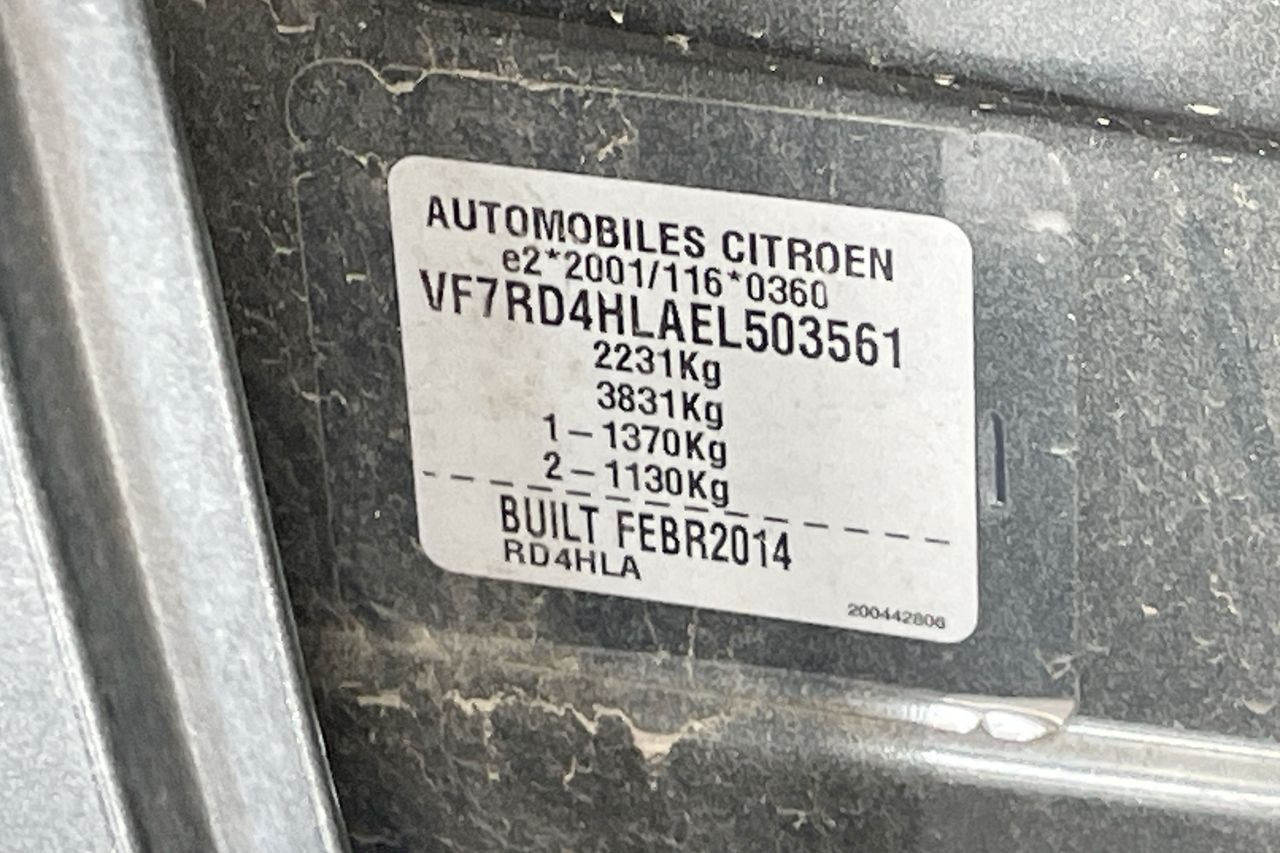 AUTOMOBILES CITROEN
e2*2001/116*0360
VF7RD4HLAEL503561
2231Kg
3831Kg
1 – 1370Kg
2 – 1130Kg
BUILT FEBR2014
RD4HLA
200442806